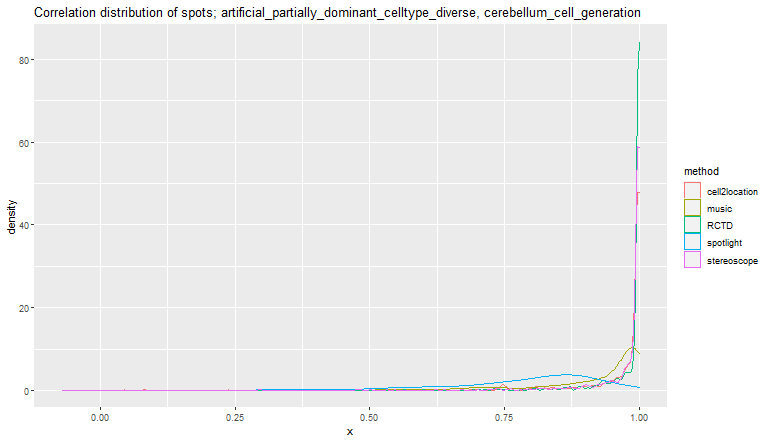 Correlation distribution of spots; artificial_partially_dominant_celltype_diverse, cerebellum_cell_generation
80
60
40
20
0
density
0.00 0.25 0.50 0.75 1.00
x
method
cell2location
music
RCTD
spotlight
stereoscope